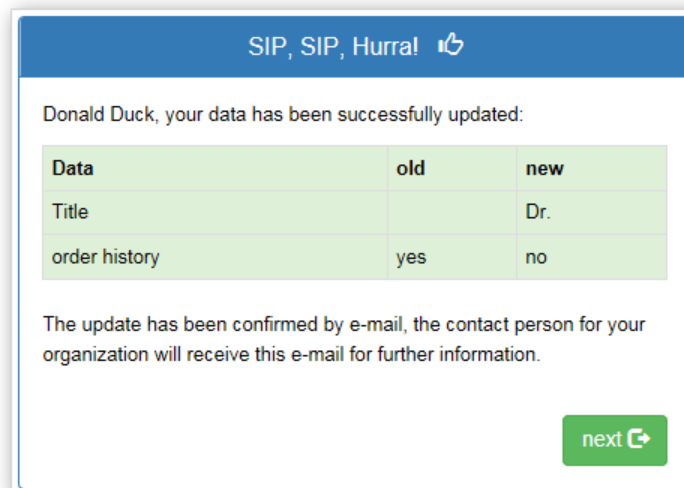 SIP, SIP, Hurra!
Donald Duck, your data has been successfully updated:
Data old new
Title Dr.
order history yes no
The update has been confirmed by e-mail, the contact person for your
organization will receive this e-mail for further information.
next